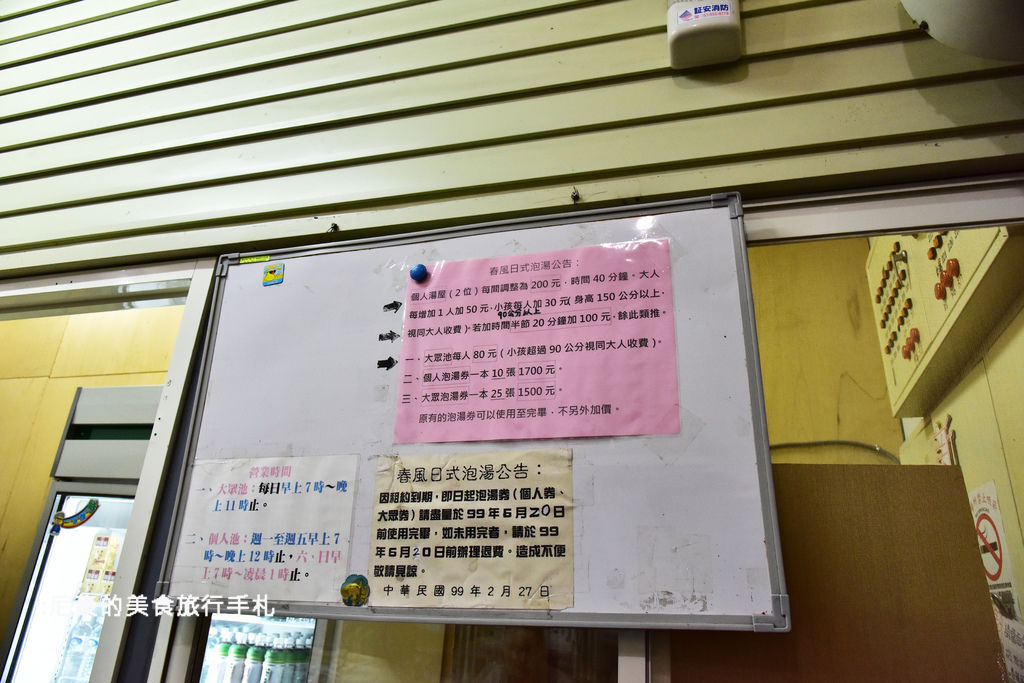 証安消防
春風日式泡湯公告：
個人湯屋（2位）每間調整為 200 元，時間 40 分鐘。大人
每增加 1 人加 50 元、小孩每人加 30 元（身高 150 公分以上、
90公分以上
視同大人收費）。若加時間半節 20 分鐘加 100 元、餘此類推。
一、大眾池每人 80 元（小孩超過 90 公分視同大人收費）。
二、個人泡湯券一本 10 張 1700 元。
三、大眾泡湯券一本 25 張 1500 元。
原有的泡湯券可以使用至完畢，不另外加價。
營業時間
一、大眾池：每日早上7時～晚
上11時止。
二、個人池：週一至週五早上7
時～晚上12時止，六、日早
上7時～凌晨1時止。
春風日式泡湯公告：
因租約到期，即日起泡湯券（個人券、
大眾券）請盡量於 99 年 6 月 20 日
前使用完畢，如未用完者，請於 99
年 6 月 20 日前辦理退費。造成不便
敬請見諒。
中華民國 99 年 2 月 27 日
的美食旅行手札